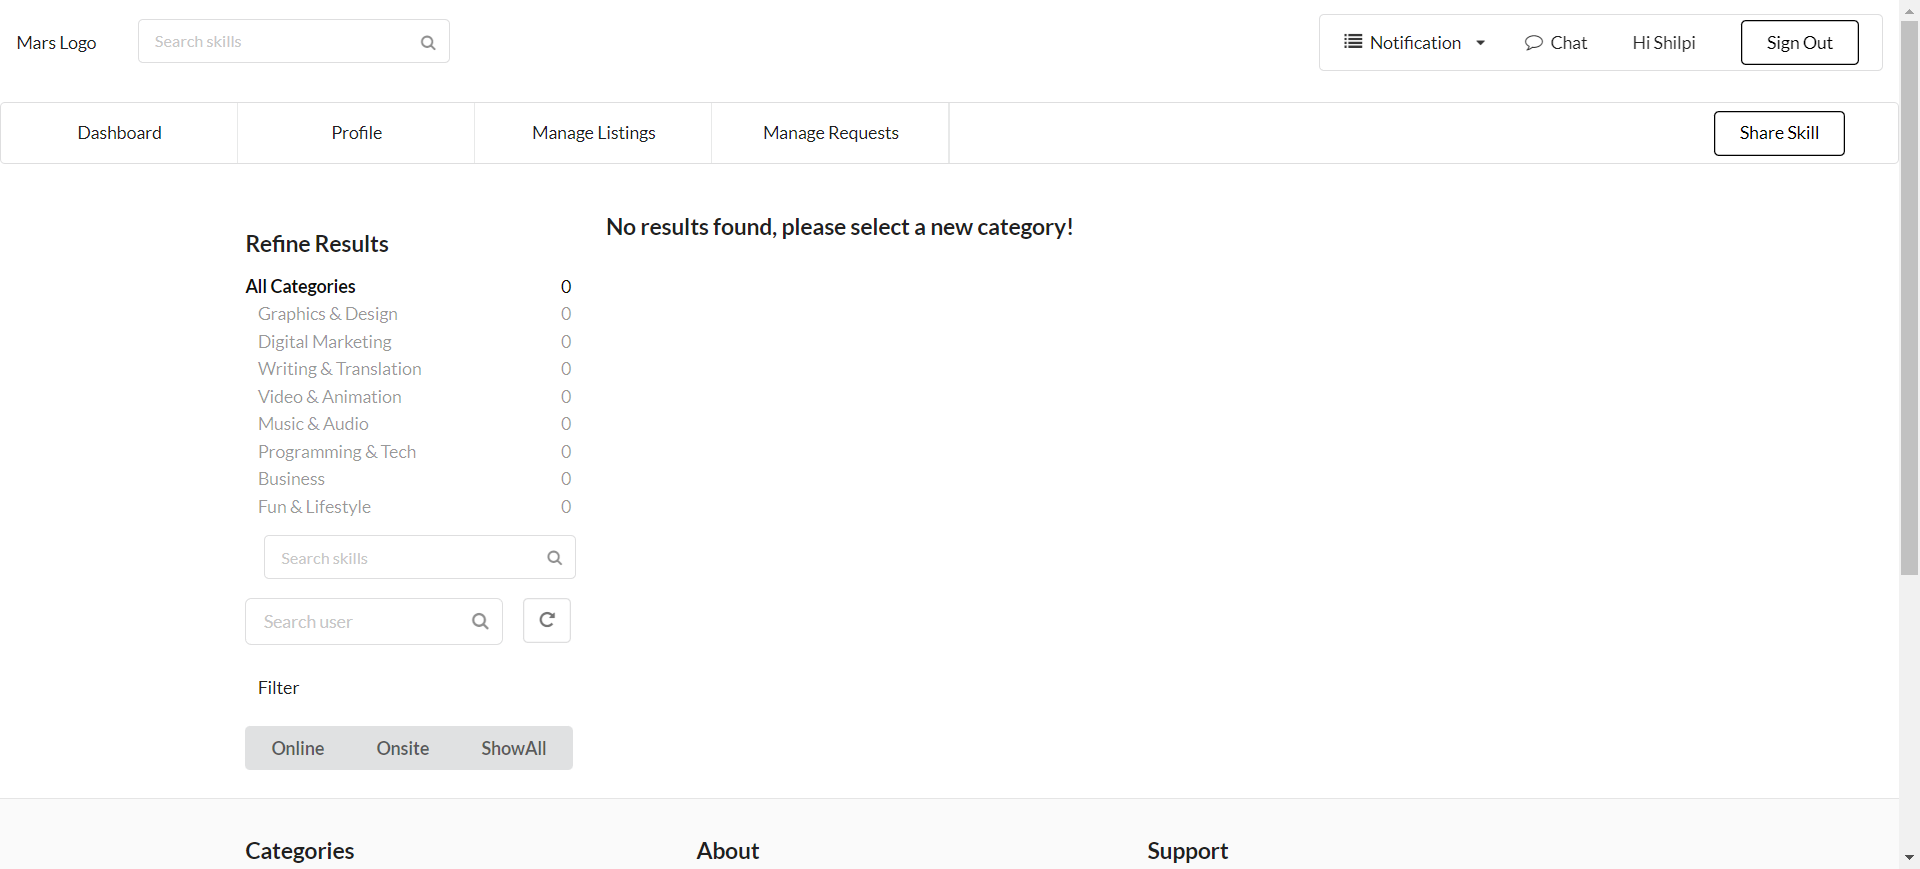 Mars Logo
Search skills
Notification
Chat
Hi Shilpi
Sign Out
Dashboard
Profile
Manage Listings
Manage Requests
Share Skill
No results found, please select a new category!
Refine Results
All Categories 0
Graphics & Design 0
Digital Marketing 0
Writing & Translation 0
Video & Animation 0
Music & Audio 0
Programming & Tech 0
Business 0
Fun & Lifestyle 0
Search skills
Search user
Filter
Online Onsite ShowAll
Categories
About
Support